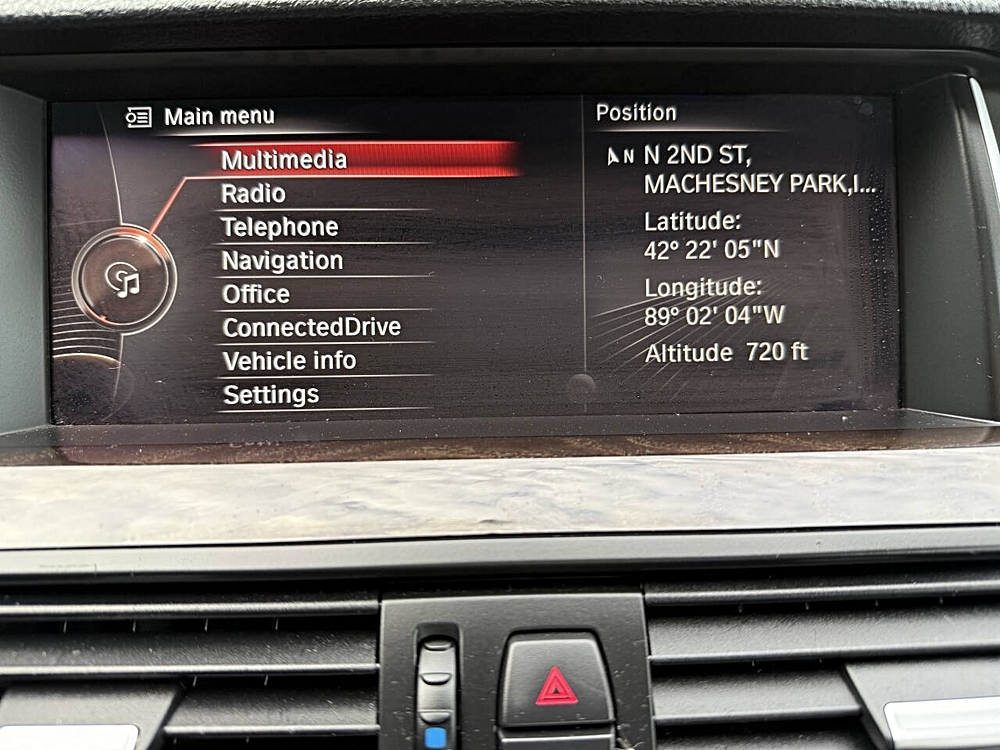 Main menu
Multimedia
Radio
Telephone
Navigation
Office
ConnectedDrive
Vehicle info
Settings
Position
N N 2ND ST,
MACHESNEY PARK,I...
Latitude:
42° 22' 05"N
Longitude:
89° 02' 04"W
Altitude 720 ft